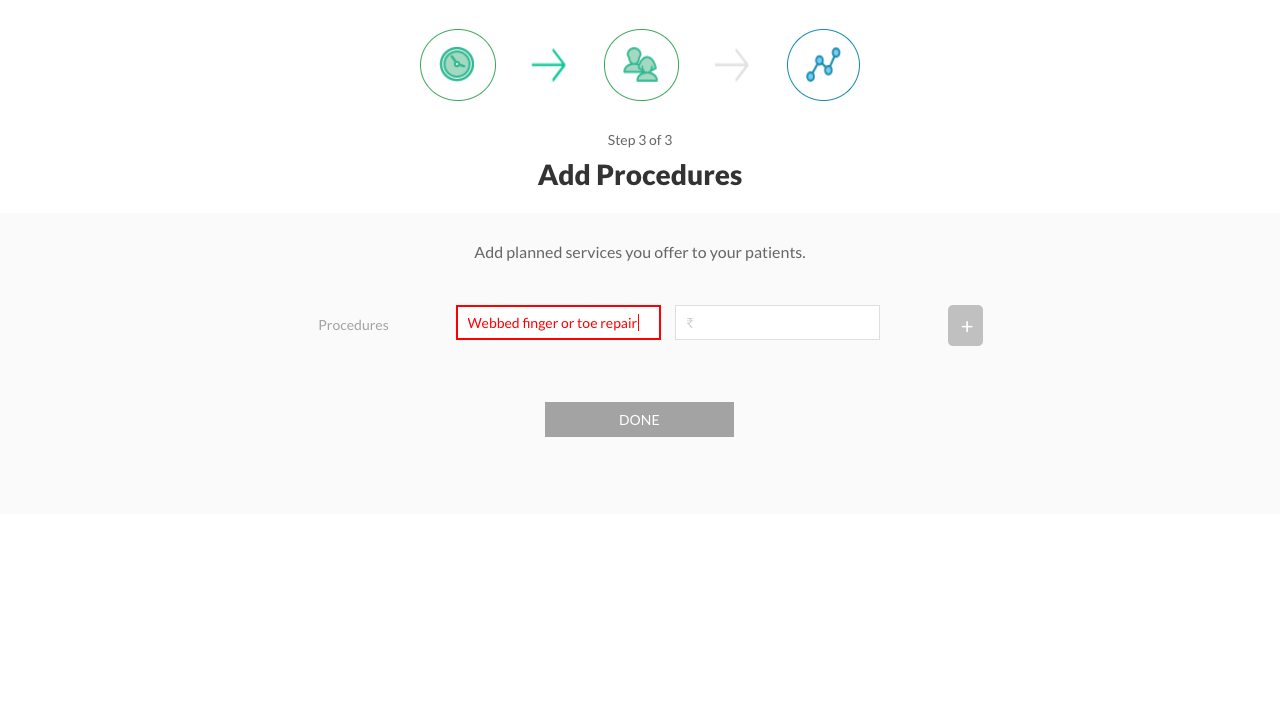 Step 3 of 3
Add Procedures
Add planned services you offer to your patients.
Procedures
Webbed finger or toe repair
₹
+
DONE